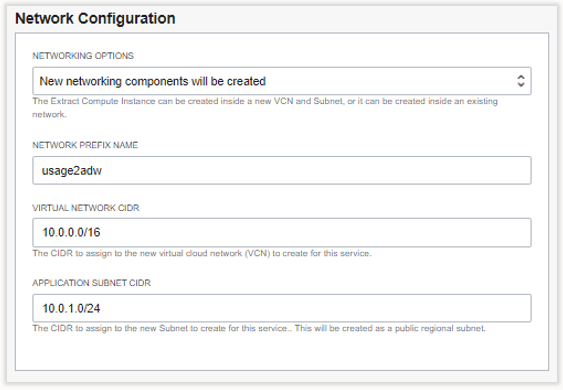 Network Configuration
NETWORKING OPTIONS
New networking components will be created
The Extract Compute Instance can be created inside a new VCN and Subnet, or it can be created inside an existing
network.
NETWORK PREFIX NAME
usage2adw
VIRTUAL NETWORK CIDR
10.0.0.0/16
The CIDR to assign to the new virtual cloud network (VCN) to create for this service.
APPLICATION SUBNET CIDR
10.0.1.0/24
The CIDR to assign to the new Subnet to create for this service.. This will be created as a public regional subnet.